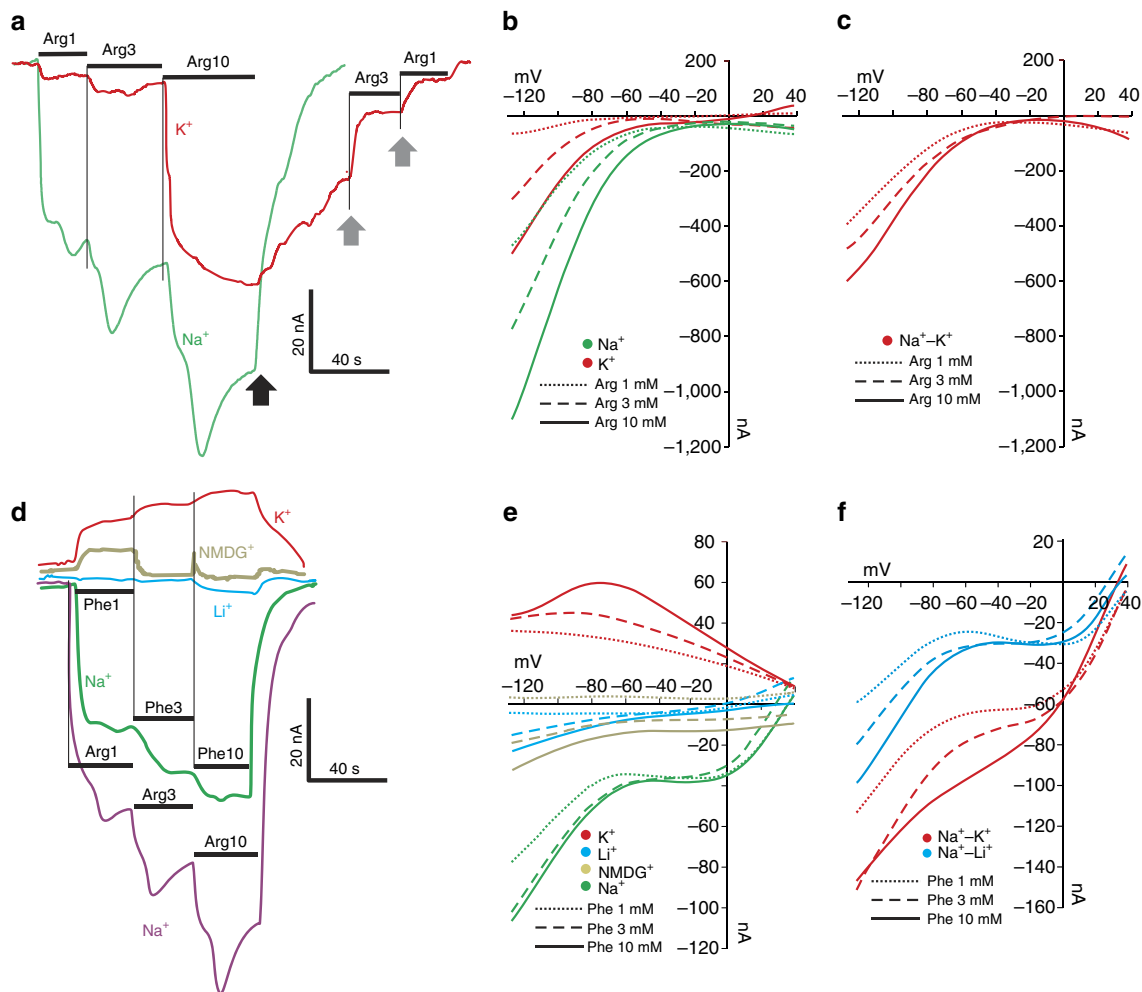 a
Arg1
Arg3
Arg10
Arg3
Arg1
K⁺
Na⁺
20 nA
40 s
b
mV
200
−120 −80 −60 −40 −20 0 20 40
−200
−400
−600
−800
−1,000
−1,200
nA
Na⁺
K⁺
Arg 1 mM
Arg 3 mM
Arg 10 mM
c
mV
200
−120 −80 −60 −40 −20 0 20 40
−200
−400
−600
−800
−1,000
−1,200
nA
Na⁺–K⁺
Arg 1 mM
Arg 3 mM
Arg 10 mM
d
K⁺
NMDG⁺
Li⁺
Phe1
Na⁺
Phe3
Arg1
Phe10
Arg3
Arg10
Na⁺
20 nA
40 s
e
80
60
40
mV
−120 −80 −60 −40 −20 0 20 40
−20
−60
−80
−100
−120
nA
K⁺
Li⁺
NMDG⁺
Na⁺
Phe 1 mM
Phe 3 mM
Phe 10 mM
f
20
mV
−120 −80 −60 −40 −20 0 20 40
−20
−40
−60
−80
−100
−120
−140
−160
nA
Na⁺–K⁺
Na⁺–Li⁺
Phe 1 mM
Phe 3 mM
Phe 10 mM